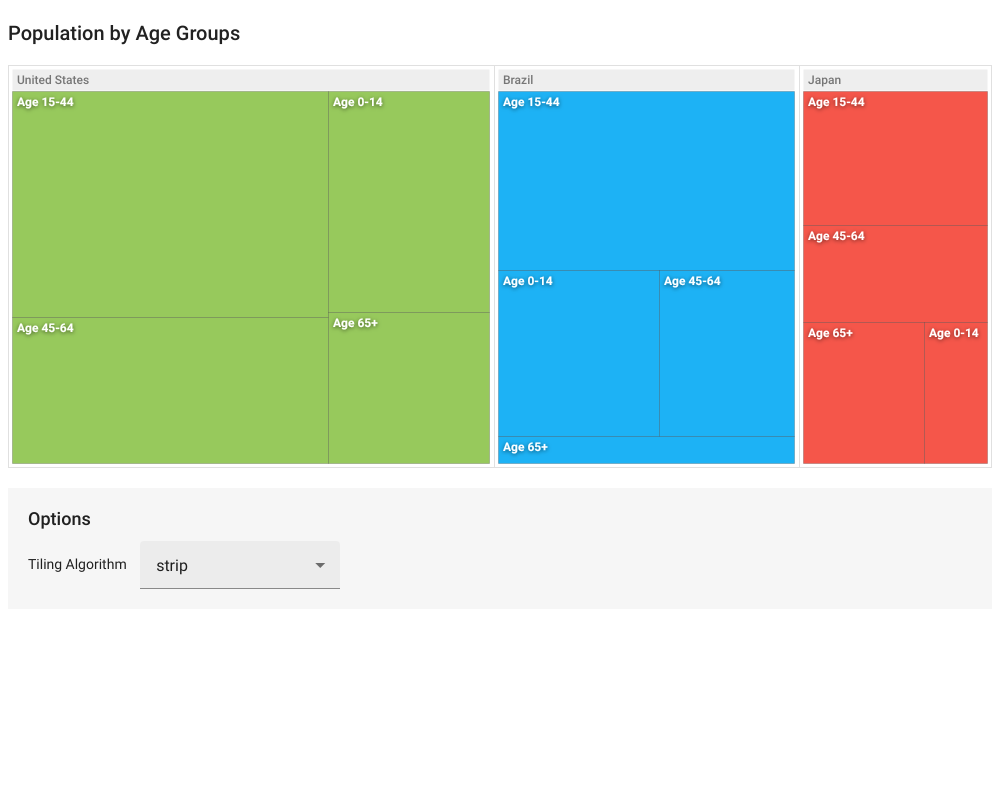 Population by Age Groups
United States
Age 15-44
Age 0-14
Age 45-64
Age 65+
Brazil
Age 15-44
Age 0-14
Age 45-64
Age 65+
Japan
Age 15-44
Age 45-64
Age 65+
Age 0-14
Options
Tiling Algorithm
strip